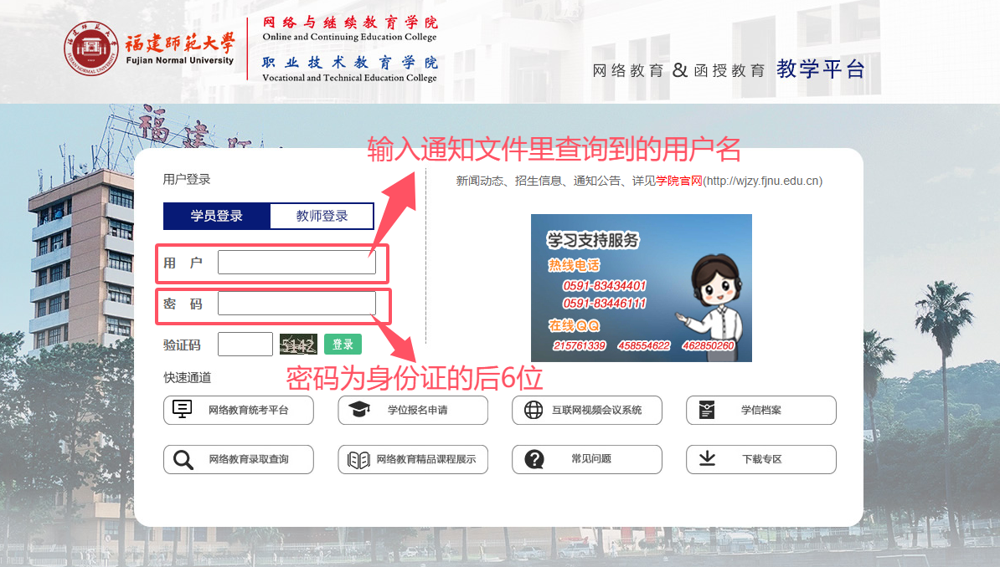 福建師範大學
Fujian Normal University
网络与继续教育学院
Online and Continuing Education College
职业技术教育学院
Vocational and Technical Education College
网络教育 & 函授教育 教学平台
福建师
输入通知文件里查询到的用户名
用户登录
新闻动态、招生信息、通知公告、详见学院官网(http://wjzy.fjnu.edu.cn)
学员登录 教师登录
学习支持服务
热线电话
0591-83434401
0591-83446111
在线QQ
215761339 458554622 462850260
用 户
密 码
验证码 5142 登录
密码为身份证的后6位
快速通道
网络教育统考平台 学位报名申请 互联网视频会议系统 学信档案
网络教育录取查询 网络教育精品课程展示 常见问题 下载专区